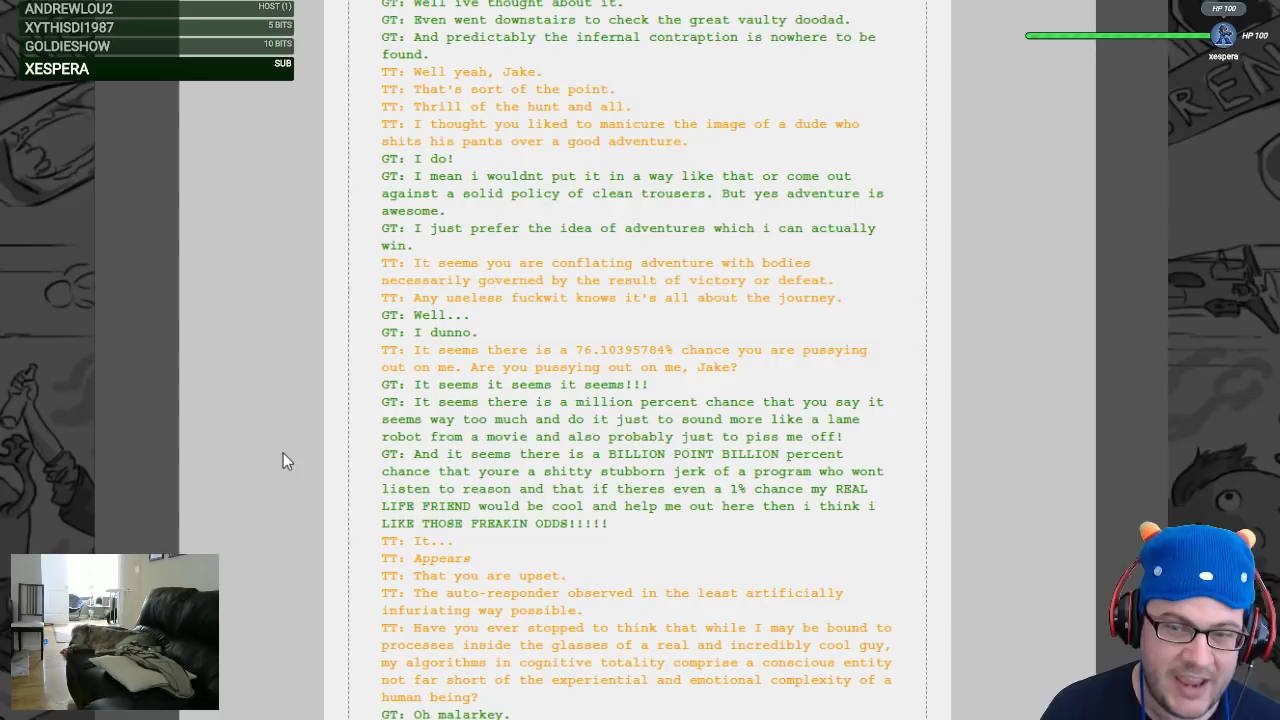 ANDREWLOU2 HOST (1)
XYTHISDI1987 5 BITS
GOLDIESHOW 10 BITS
XESPERA SUB
HP 100
HP 100
xespera
GT: Well ive thought about it.
GT: Even went downstairs to check the great vaulty doodad.
GT: And predictably the infernal contraption is nowhere to be
found.
TT: Well yeah, Jake.
TT: That's sort of the point.
TT: Thrill of the hunt and all.
TT: I thought you liked to manicure the image of a dude who
shits his pants over a good adventure.
GT: I do!
GT: I mean i wouldnt put it in a way like that or come out
against a solid policy of clean trousers. But yes adventure is
awesome.
GT: I just prefer the idea of adventures which i can actually
win.
TT: It seems you are conflating adventure with bodies
necessarily governed by the result of victory or defeat.
TT: Any useless fuckwit knows it's all about the journey.
GT: Well...
GT: I dunno.
TT: It seems there is a 76.10395784% chance you are pussying
out on me. Are you pussying out on me, Jake?
GT: It seems it seems it seems!!!
GT: It seems there is a million percent chance that you say it
seems way too much and do it just to sound more like a lame
robot from a movie and also probably just to piss me off!
GT: And it seems there is a BILLION POINT BILLION percent
chance that youre a shitty stubborn jerk of a program who wont
listen to reason and that if theres even a 1% chance my REAL
LIFE FRIEND would be cool and help me out here then i think i
LIKE THOSE FREAKIN ODDS!!!!!
TT: It...
TT: Appears
TT: That you are upset.
TT: The auto-responder observed in the least artificially
infuriating way possible.
TT: Have you ever stopped to think that while I may be bound to
processes inside the glasses of a real and incredibly cool guy,
my algorithms in cognitive totality comprise a conscious entity
not far short of the experiential and emotional complexity of a
human being?
GT: Oh malarkey.